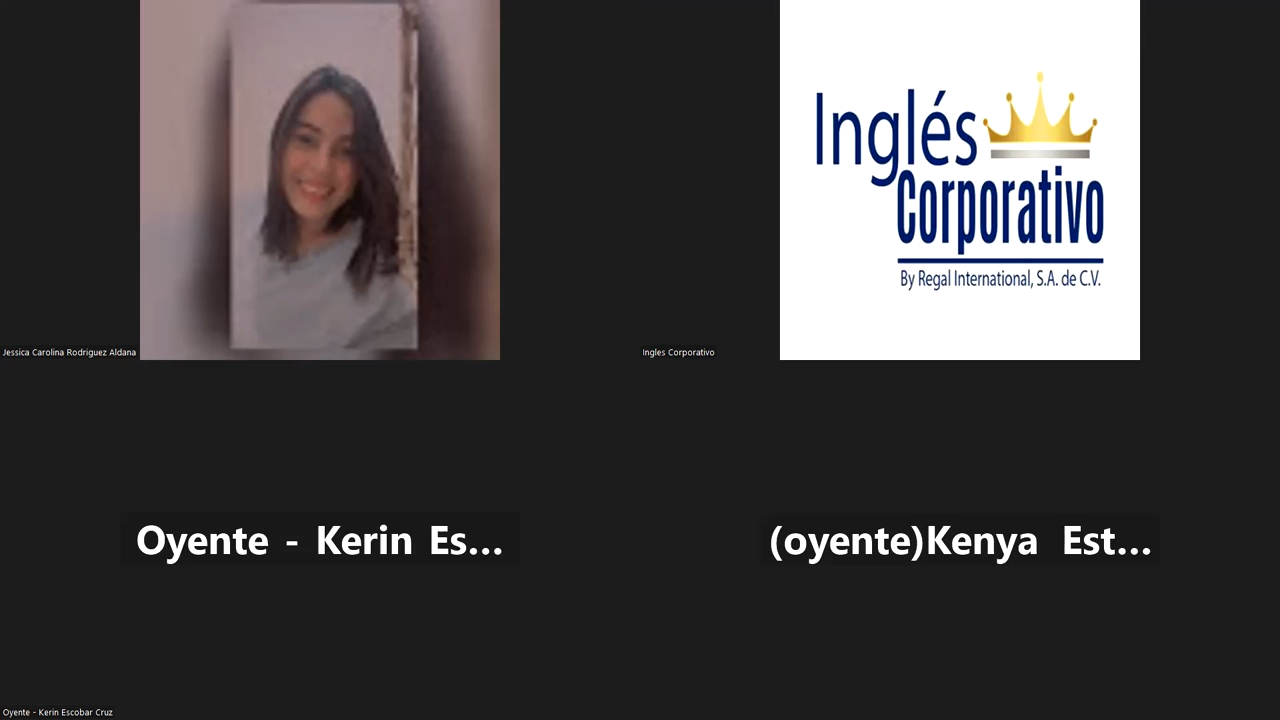 Inglés
Corporativo
By Regal International, S.A. de C.V.
Jessica Carolina Rodriguez Aldana
Ingles Corporativo
Oyente - Kerin Es...
(oyente)Kenya Est...
Oyente - Kerin Escobar Cruz